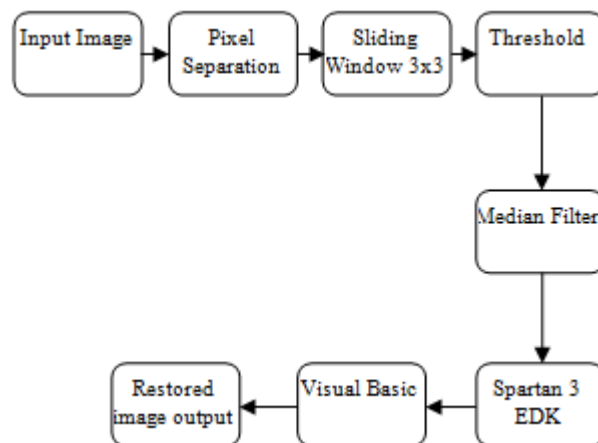 Input Image
Pixel
Separation
Sliding
Window 3x3
Threshold
Median Filter
Spartan 3
EDK
Visual Basic
Restored
image output